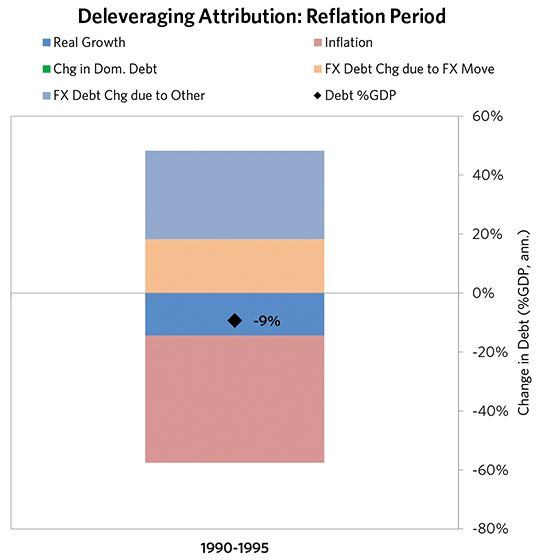 Deleveraging Attribution: Reflation Period
Real Growth
Inflation
Chg in Dom. Debt
FX Debt Chg due to FX Move
FX Debt Chg due to Other
Debt %GDP
60%
40%
20%
0%
-20%
-40%
-60%
-80%
Change in Debt (%GDP, ann.)
-9%
1990-1995